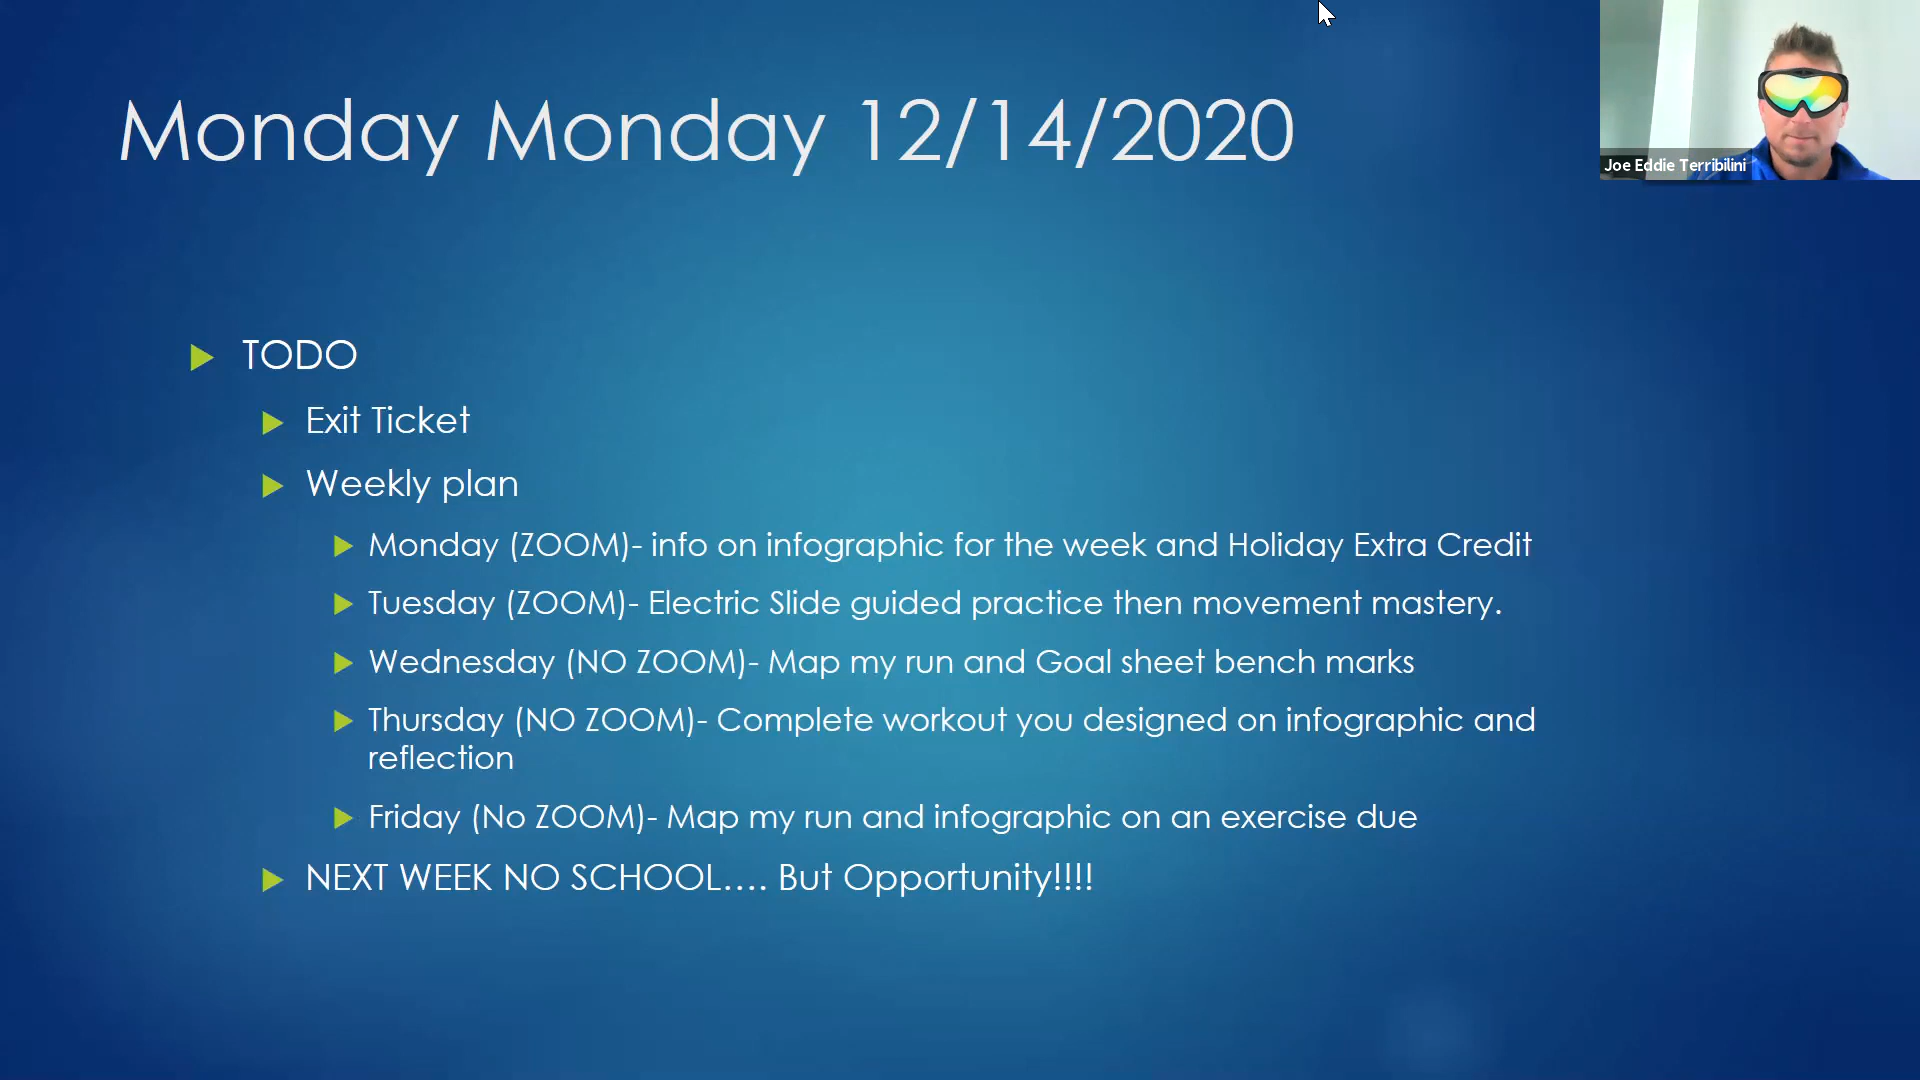 Monday Monday 12/14/2020
Joe Eddie Terribilini
TODO
Exit Ticket
Weekly plan
Monday (ZOOM)- info on infographic for the week and Holiday Extra Credit
Tuesday (ZOOM)- Electric Slide guided practice then movement mastery.
Wednesday (NO ZOOM)- Map my run and Goal sheet bench marks
Thursday (NO ZOOM)- Complete workout you designed on infographic and
reflection
Friday (No ZOOM)- Map my run and infographic on an exercise due
NEXT WEEK NO SCHOOL.... But Opportunity!!!!